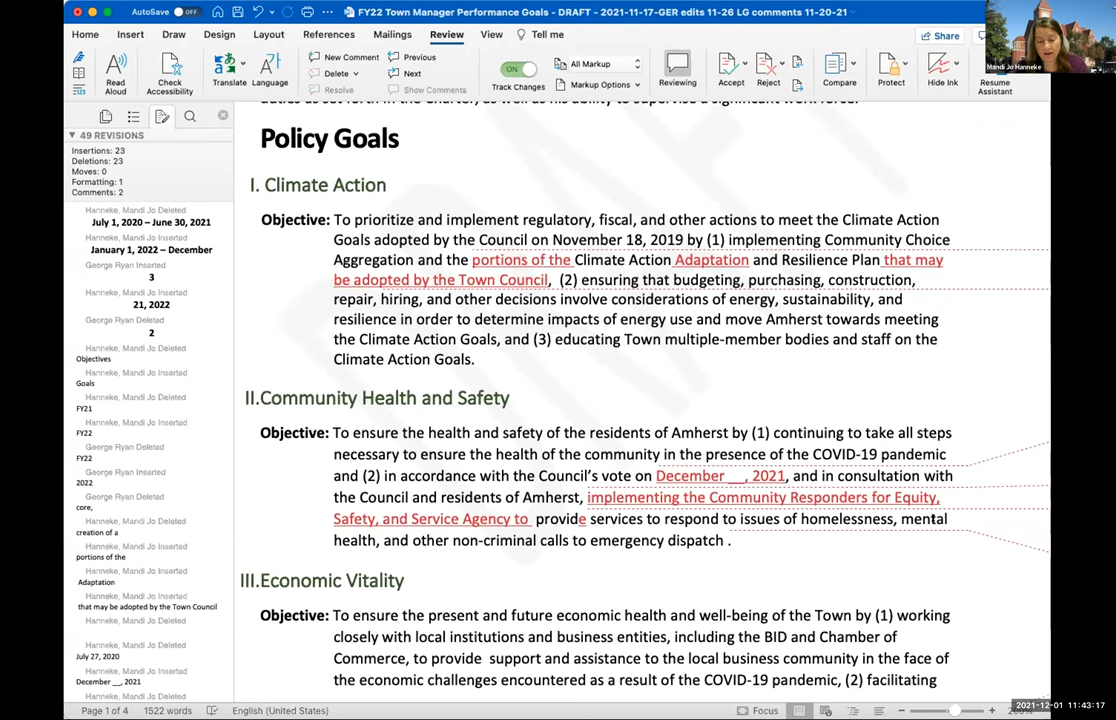 AutoSave OFF
FY22 Town Manager Performance Goals - DRAFT - 2021-11-17-GER edits 11-26 LG comments 11-20-21
Home Insert Draw Design Layout References Mailings Review View Tell me Share
Read Aloud
Check Accessibility
Translate Language
New Comment Previous
Delete Next
Resolve Show Comments
ON
Track Changes
All Markup
Markup Options
Reviewing
Accept Reject
Compare
Protect
Hide Ink
Resume Assistant
Mandi Jo Hanneke
49 REVISIONS
Insertions: 23
Deletions: 23
Moves: 0
Formatting: 1
Comments: 2
Hanneke, Mandi Jo Deleted
July 1, 2020 – June 30, 2021
Hanneke, Mandi Jo Inserted
January 1, 2022 – December
George Ryan Inserted
3
Hanneke, Mandi Jo Inserted
21, 2022
George Ryan Deleted
2
Hanneke, Mandi Jo Deleted
Objectives
Hanneke, Mandi Jo Inserted
Goals
Hanneke, Mandi Jo Deleted
FY21
Hanneke, Mandi Jo Inserted
FY22
George Ryan Deleted
FY22
George Ryan Inserted
2022
George Ryan Deleted
core,
Hanneke, Mandi Jo Deleted
creation of a
Hanneke, Mandi Jo Inserted
portions of the
Hanneke, Mandi Jo Inserted
Adaptation
Hanneke, Mandi Jo Inserted
that may be adopted by the Town Council
Hanneke, Mandi Jo Deleted
Hanneke, Mandi Jo Deleted
July 27, 2020
Hanneke, Mandi Jo Inserted
December __, 2021
Hanneke, Mandi Jo Deleted
duties as set forth in the Charter, as well as his ability to supervise a significant work force.
Policy Goals
I. Climate Action
Objective: To prioritize and implement regulatory, fiscal, and other actions to meet the Climate Action
Goals adopted by the Council on November 18, 2019 by (1) implementing Community Choice
Aggregation and the portions of the Climate Action Adaptation and Resilience Plan that may
be adopted by the Town Council, (2) ensuring that budgeting, purchasing, construction,
repair, hiring, and other decisions involve considerations of energy, sustainability, and
resilience in order to determine impacts of energy use and move Amherst towards meeting
the Climate Action Goals, and (3) educating Town multiple-member bodies and staff on the
Climate Action Goals.
II.Community Health and Safety
Objective: To ensure the health and safety of the residents of Amherst by (1) continuing to take all steps
necessary to ensure the health of the community in the presence of the COVID-19 pandemic
and (2) in accordance with the Council's vote on December __, 2021, and in consultation with
the Council and residents of Amherst, implementing the Community Responders for Equity,
Safety, and Service Agency to provide services to respond to issues of homelessness, mental
health, and other non-criminal calls to emergency dispatch .
III.Economic Vitality
Objective: To ensure the present and future economic health and well-being of the Town by (1) working
closely with local institutions and business entities, including the BID and Chamber of
Commerce, to provide support and assistance to the local business community in the face of
the economic challenges encountered as a result of the COVID-19 pandemic, (2) facilitating
Page 1 of 4 1522 words English (United States) Focus
2021-12-01 11:43:17